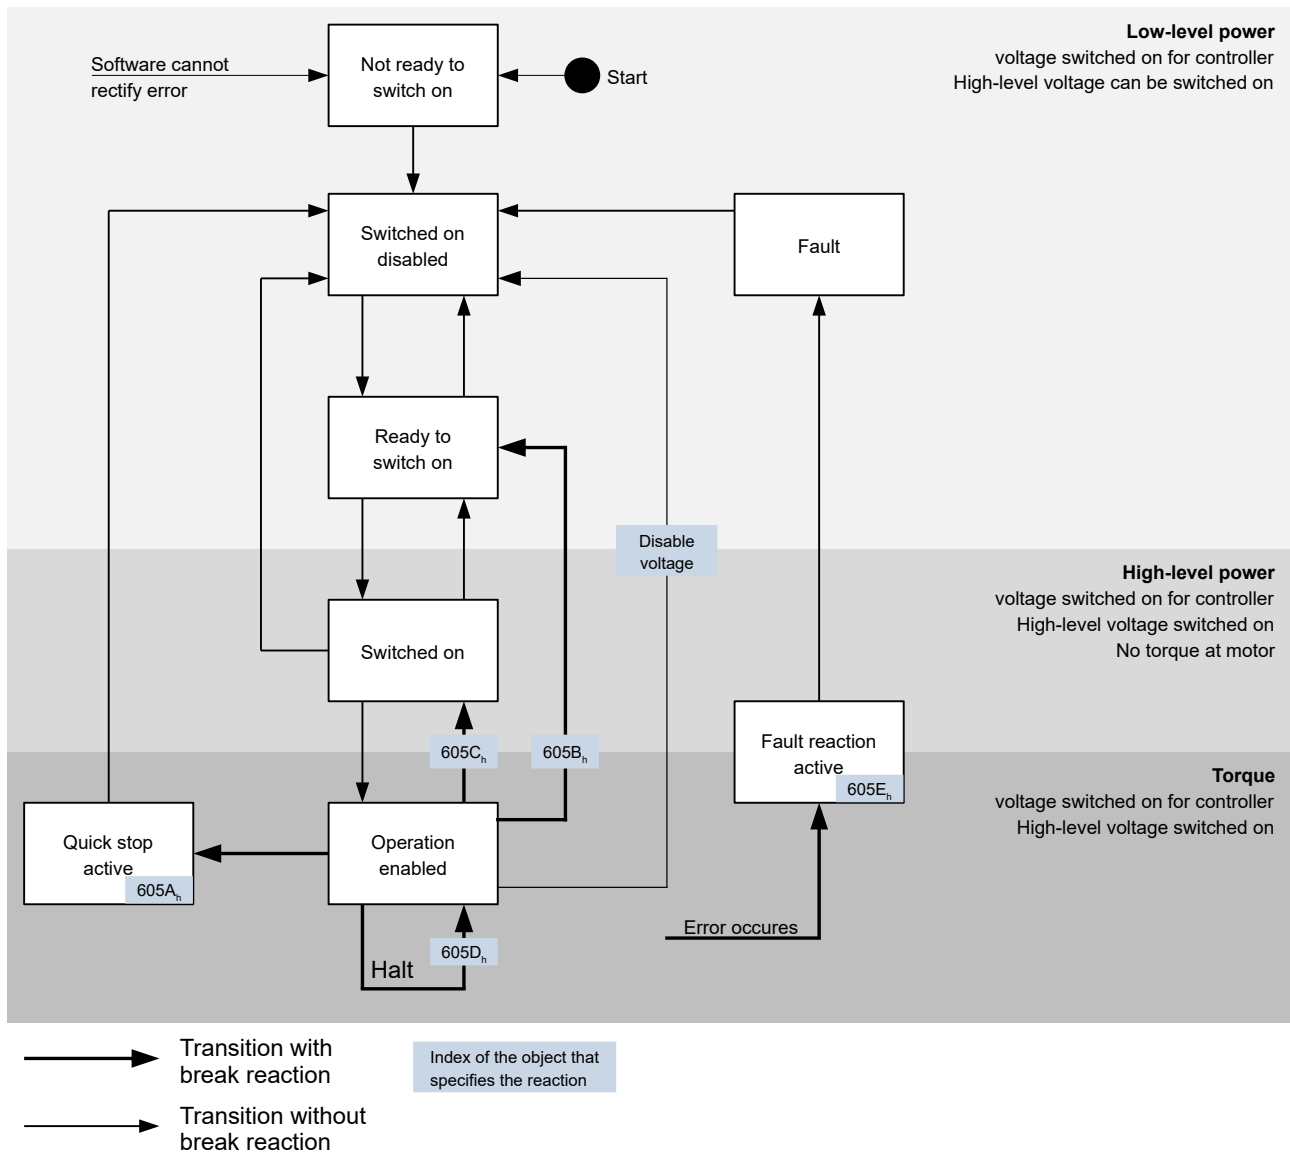 Low-level power
voltage switched on for controller
High-level voltage can be switched on
Software cannot
rectify error
Not ready to
switch on
Start
Switched on
disabled
Fault
Ready to
switch on
Disable
voltage
High-level power
voltage switched on for controller
High-level voltage switched on
No torque at motor
Switched on
605Ch
605Bh
Fault reaction
active
605Eh
Torque
voltage switched on for controller
High-level voltage switched on
Quick stop
active
605Ah
Operation
enabled
Error occures
605Dh
Halt
Transition with
break reaction
Index of the object that
specifies the reaction
Transition without
break reaction